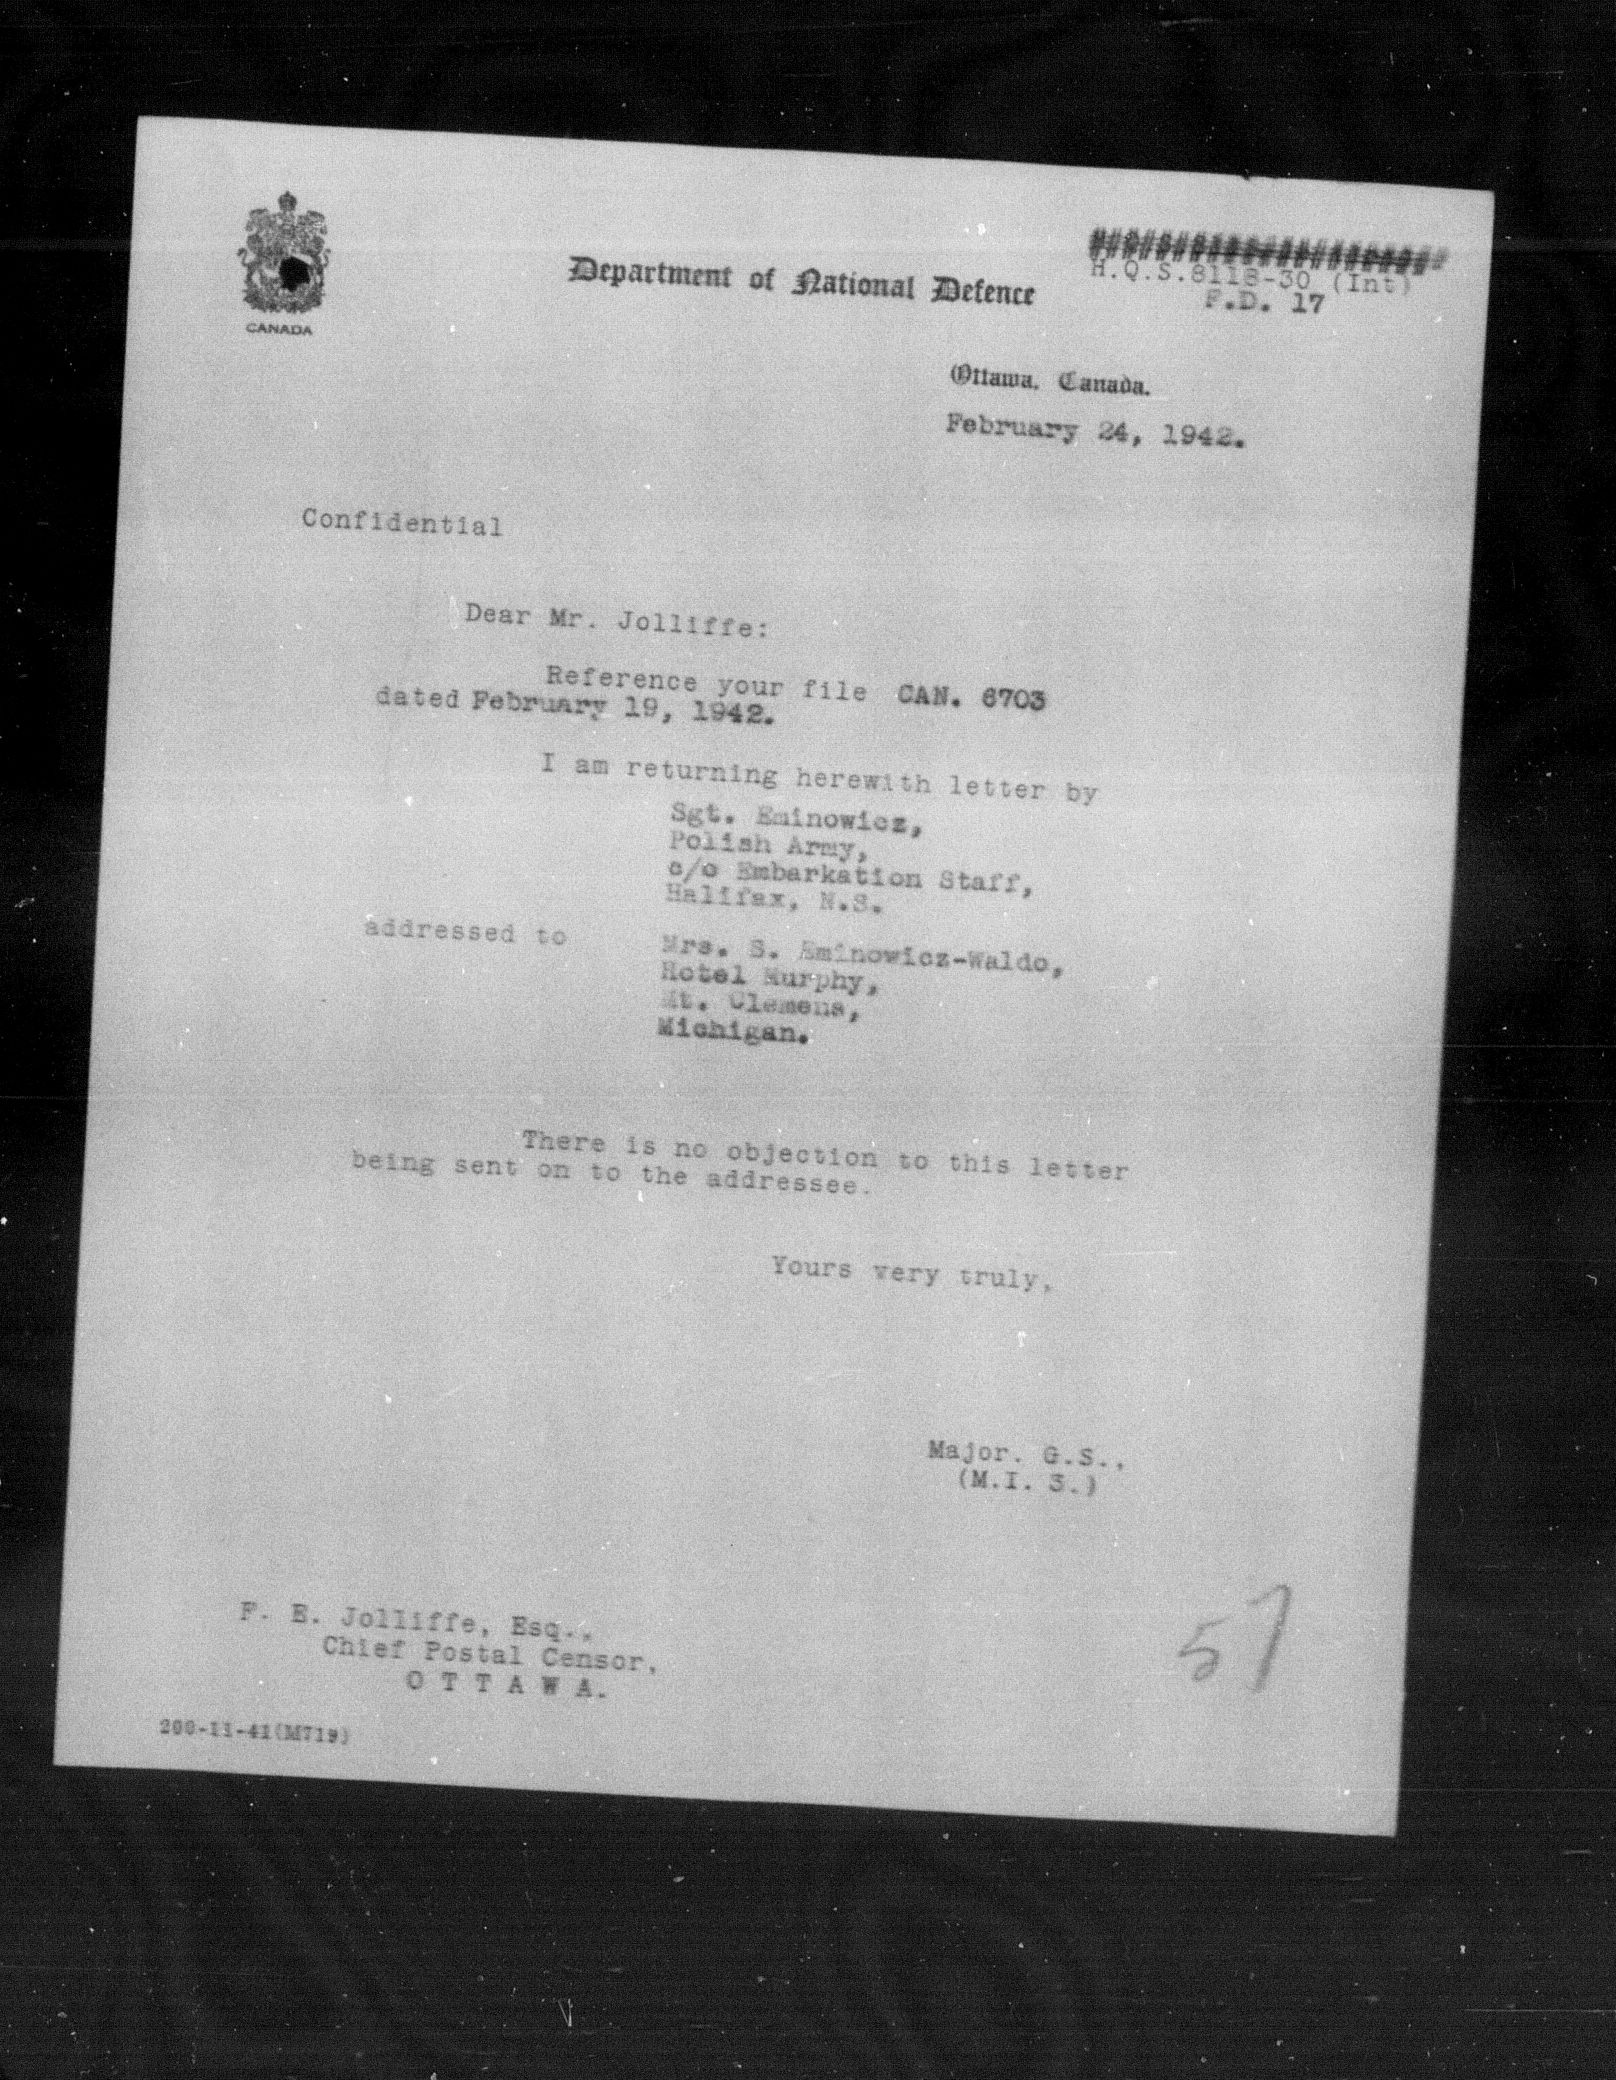 CANADA
Department of National Defence
H.Q.S.8118-30 (Int)
F.D. 17
Ottawa, Canada.
February 24, 1942.
Confidential
Dear Mr. Jolliffe:
Reference your file CAN. 6703
dated February 19, 1942.
I am returning herewith letter by
Sgt. Eminowicz,
Polish Army,
c/o Embarkation Staff,
Halifax, N.S.
addressed to
Mrs. S. Eminowicz-Waldo,
Hotel Murphy,
Mt. Clemens,
Michigan.
There is no objection to this letter
being sent on to the addressee.
Yours very truly,
Major. G.S.,
(M.I. 3.)
57
F. E. Jolliffe, Esq.,
Chief Postal Censor,
O T T A W A.
200-11-41(M719)